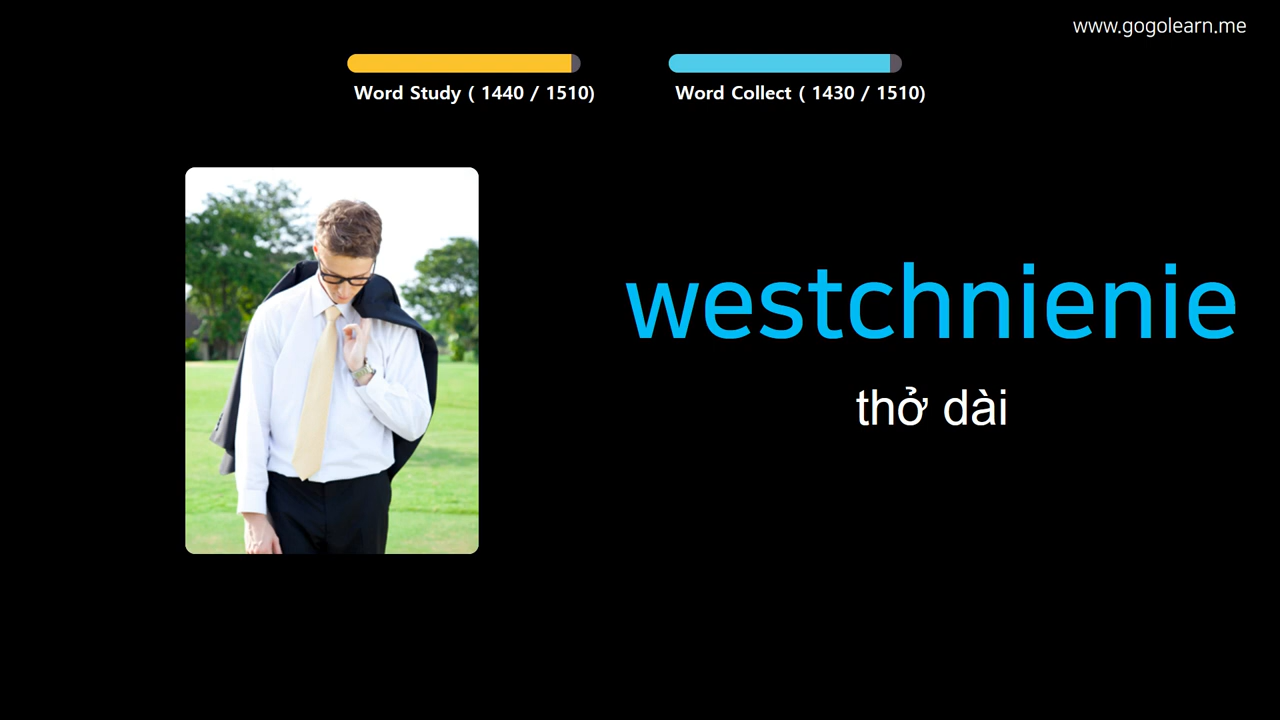 www.gogolearn.me
Word Study ( 1440 / 1510)
Word Collect ( 1430 / 1510)
westchnienie
thở dài